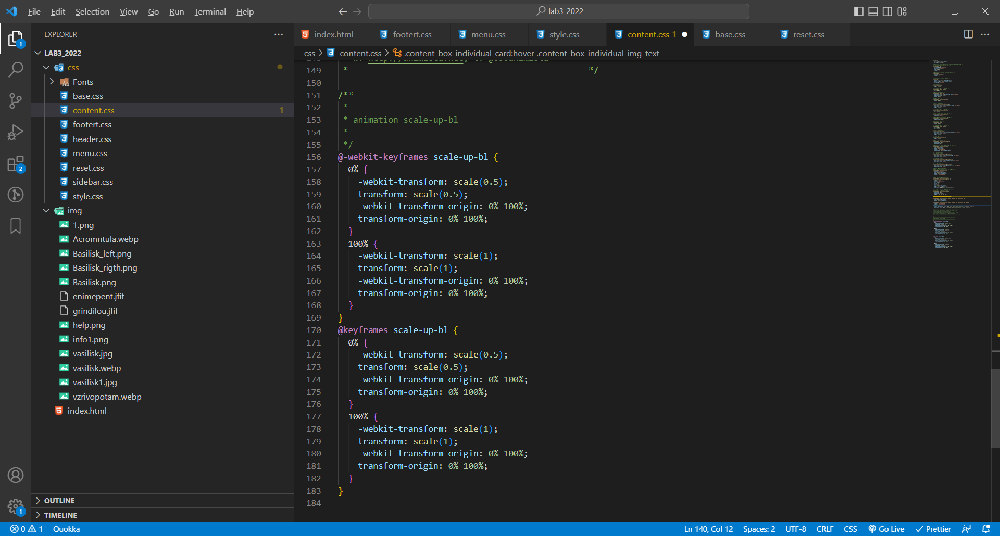 File Edit Selection View Go Run Terminal Help
lab3_2022
EXPLORER
LAB3_2022
css
Fonts
base.css
content.css 1
footert.css
header.css
menu.css
reset.css
sidebar.css
style.css
img
1.png
Acromntula.webp
Basilisk_left.png
Basilisk_rigth.png
Basilisk.png
enimepent.jfif
grindilou.jfif
help.png
info1.png
vasilisk.jpg
vasilisk.webp
vasilisk1.jpg
vzrivopotam.webp
index.html
OUTLINE
TIMELINE
1
2
1
index.html footert.css menu.css style.css content.css 1 base.css reset.css
css > content.css > .content_box_individual_card:hover .content_box_individual_img_text
149 * ---------------------------------------------- */
150
151 /**
152 * ----------------------------------------
153 * animation scale-up-bl
154 * ----------------------------------------
155 */
156 @-webkit-keyframes scale-up-bl {
157 0% {
158 -webkit-transform: scale(0.5);
159 transform: scale(0.5);
160 -webkit-transform-origin: 0% 100%;
161 transform-origin: 0% 100%;
162 }
163 100% {
164 -webkit-transform: scale(1);
165 transform: scale(1);
166 -webkit-transform-origin: 0% 100%;
167 transform-origin: 0% 100%;
168 }
169 }
170 @keyframes scale-up-bl {
171 0% {
172 -webkit-transform: scale(0.5);
173 transform: scale(0.5);
174 -webkit-transform-origin: 0% 100%;
175 transform-origin: 0% 100%;
176 }
177 100% {
178 -webkit-transform: scale(1);
179 transform: scale(1);
180 -webkit-transform-origin: 0% 100%;
181 transform-origin: 0% 100%;
182 }
183 }
184
0 1 Quokka Ln 140, Col 12 Spaces: 2 UTF-8 CRLF CSS Go Live Prettier